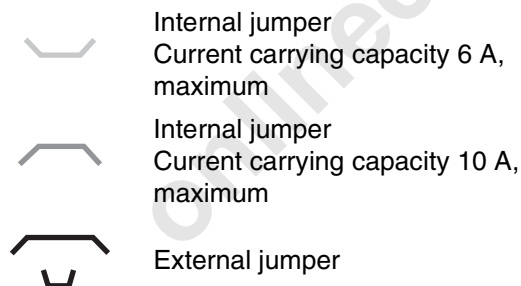 Internal jumper
Current carrying capacity 6 A,
maximum
Internal jumper
Current carrying capacity 10 A,
maximum
External jumper